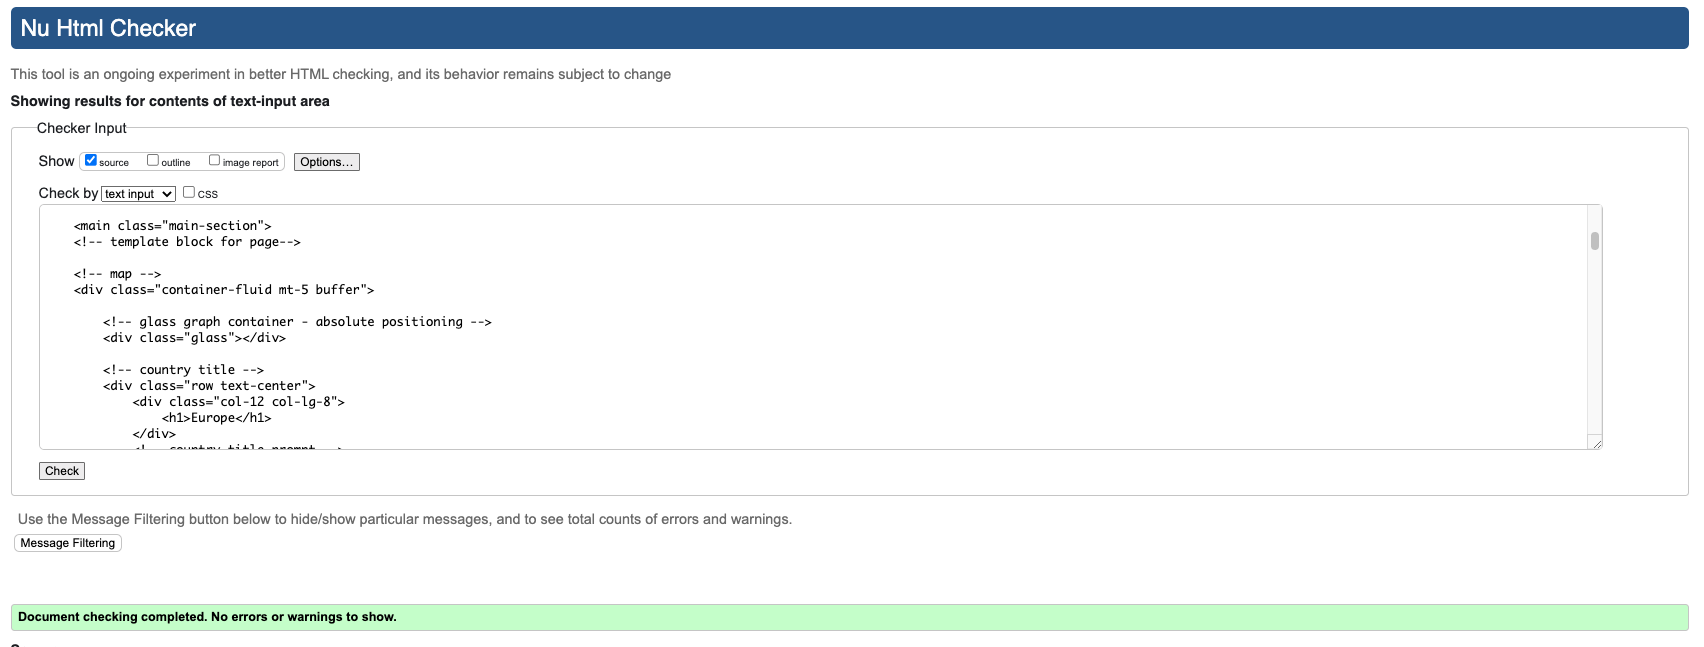 Nu Html Checker
This tool is an ongoing experiment in better HTML checking, and its behavior remains subject to change
Showing results for contents of text-input area
Checker Input
Show source outline image report Options...
Check by text input CSS
<main class="main-section">
<!-- template block for page-->
<!-- map -->
<div class="container-fluid mt-5 buffer">
<!-- glass graph container - absolute positioning -->
<div class="glass"></div>
<!-- country title -->
<div class="row text-center">
<div class="col-12 col-lg-8">
<h1>Europe</h1>
</div>
<!-- country title prompt -->
Check
Use the Message Filtering button below to hide/show particular messages, and to see total counts of errors and warnings.
Message Filtering
Document checking completed. No errors or warnings to show.